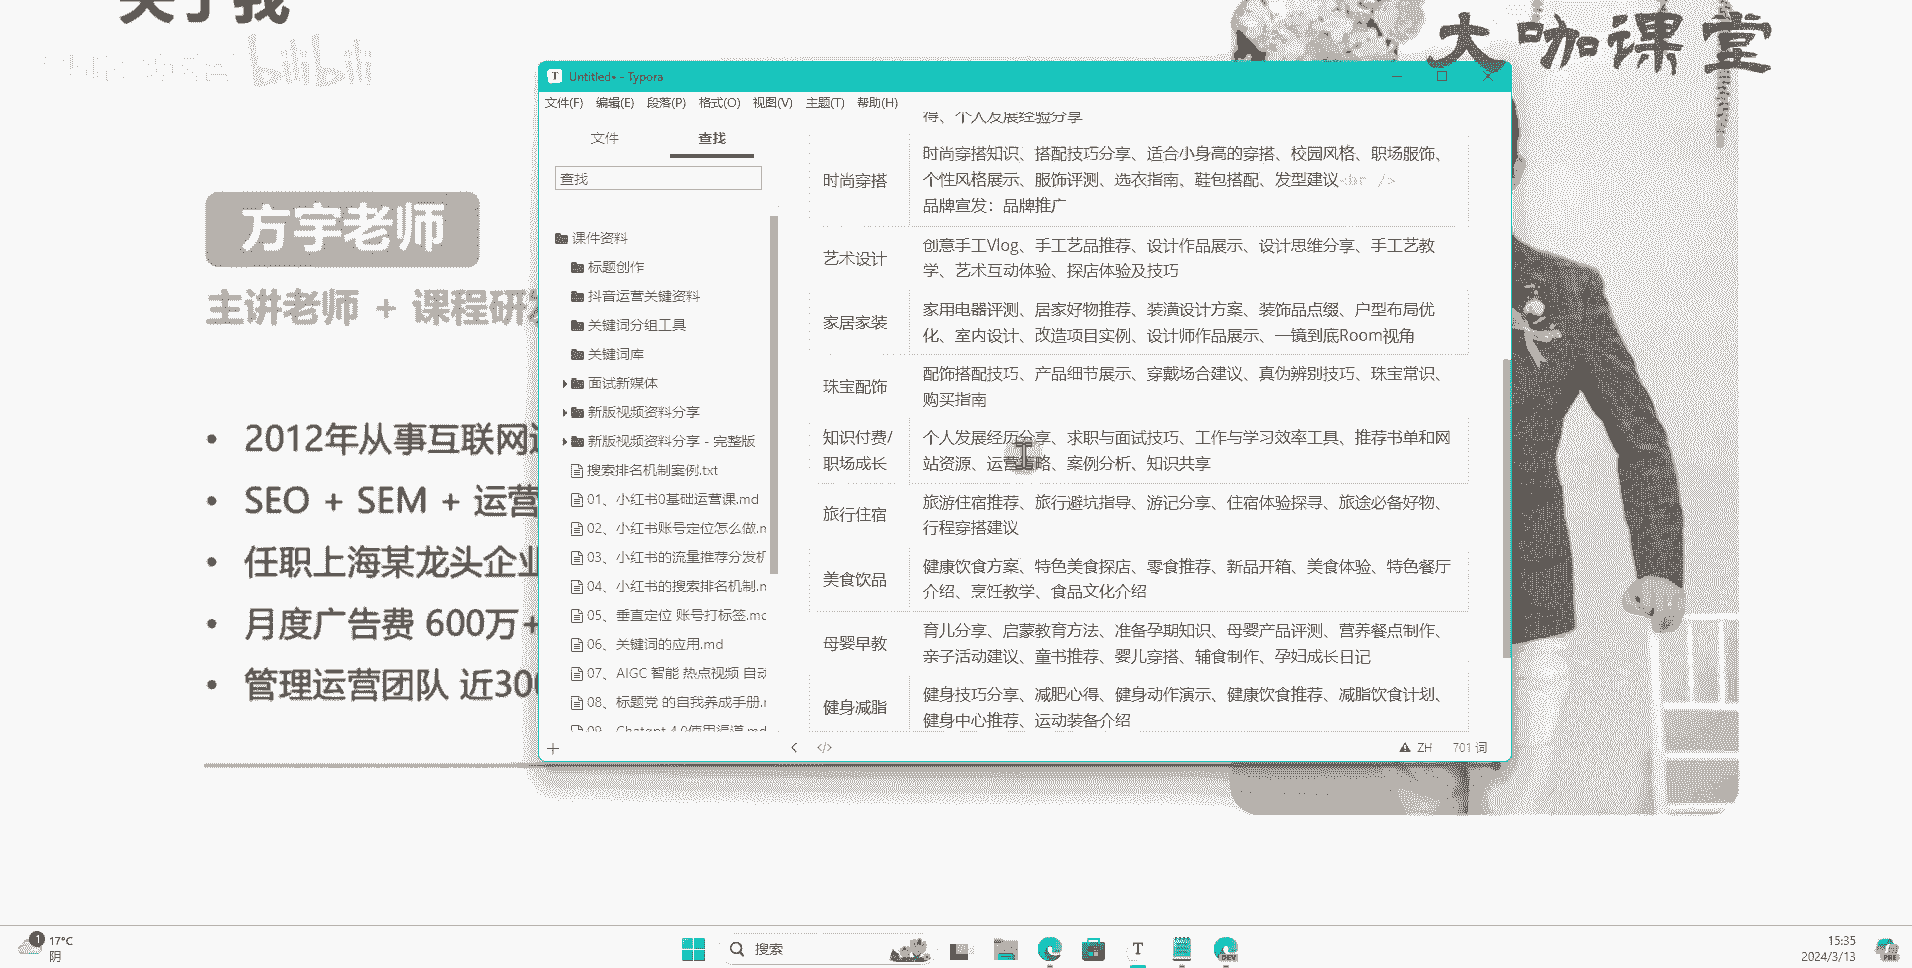 关于我
bilibili
大咖课堂
方宇老师
主讲老师 + 课程研发
2012年从事互联网
SEO + SEM + 运营
任职上海某龙头企业
月度广告费 600万+
管理运营团队 近300
Untitled• - Typora
文件(F) 编辑(E) 段落(P) 格式(O) 视图(V) 主题(T) 帮助(H)
文件 查找
查找
课件资料
标题创作
抖音运营关键资料
关键词分组工具
关键词库
面试新媒体
新版视频资料分享
新版视频资料分享 - 完整版
搜索排名机制案例.txt
01、小红书0基础运营课.md
02、小红书账号定位怎么做.m
03、小红书的流量推荐分发机
04、小红书的搜索排名机制.m
05、垂直定位 账号打标签.mc
06、关键词的应用.md
07、AIGC 智能 热点视频 自动
08、标题党 的自我养成手册.r
09、Chatgpt 4.0使用渠道.md
得、个人发展经验分享
时尚穿搭
时尚穿搭知识、搭配技巧分享、适合小身高的穿搭、校园风格、职场服饰、
个性风格展示、服饰评测、选衣指南、鞋包搭配、发型建议<br />
品牌宣发：品牌推广
艺术设计
创意手工Vlog、手工艺品推荐、设计作品展示、设计思维分享、手工艺教
学、艺术互动体验、探店体验及技巧
家居家装
家用电器评测、居家好物推荐、装潢设计方案、装饰品点缀、户型布局优
化、室内设计、改造项目实例、设计师作品展示、一镜到底Room视角
珠宝配饰
配饰搭配技巧、产品细节展示、穿戴场合建议、真伪辨别技巧、珠宝常识、
购买指南
知识付费/
职场成长
个人发展经历分享、求职与面试技巧、工作与学习效率工具、推荐书单和网
站资源、运营省略、案例分析、知识共享
旅行住宿
旅游住宿推荐、旅行避坑指导、游记分享、住宿体验探寻、旅途必备好物、
行程穿搭建议
美食饮品
健康饮食方案、特色美食探店、零食推荐、新品开箱、美食体验、特色餐厅
介绍、烹饪教学、食品文化介绍
母婴早教
育儿分享、启蒙教育方法、准备孕期知识、母婴产品评测、营养餐点制作、
亲子活动建议、童书推荐、婴儿穿搭、辅食制作、孕妇成长日记
健身减脂
健身技巧分享、减肥心得、健身动作演示、健康饮食推荐、减脂饮食计划、
健身中心推荐、运动装备介绍
ZH 701 词
1 17°C
阴
搜索
15:35
2024/3/13